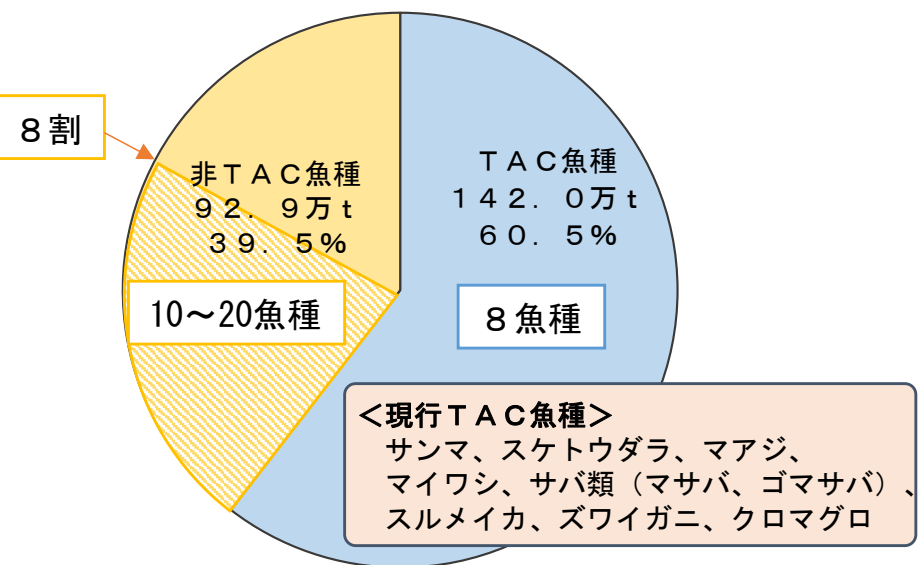 ８割
非ＴＡＣ魚種
９２．９万ｔ
３９．５％
10～20魚種
ＴＡＣ魚種
１４２．０万ｔ
６０．５％
８魚種
＜現行ＴＡＣ魚種＞
サンマ、スケトウダラ、マアジ、
マイワシ、サバ類（マサバ、ゴマサバ）、
スルメイカ、ズワイガニ、クロマグロ